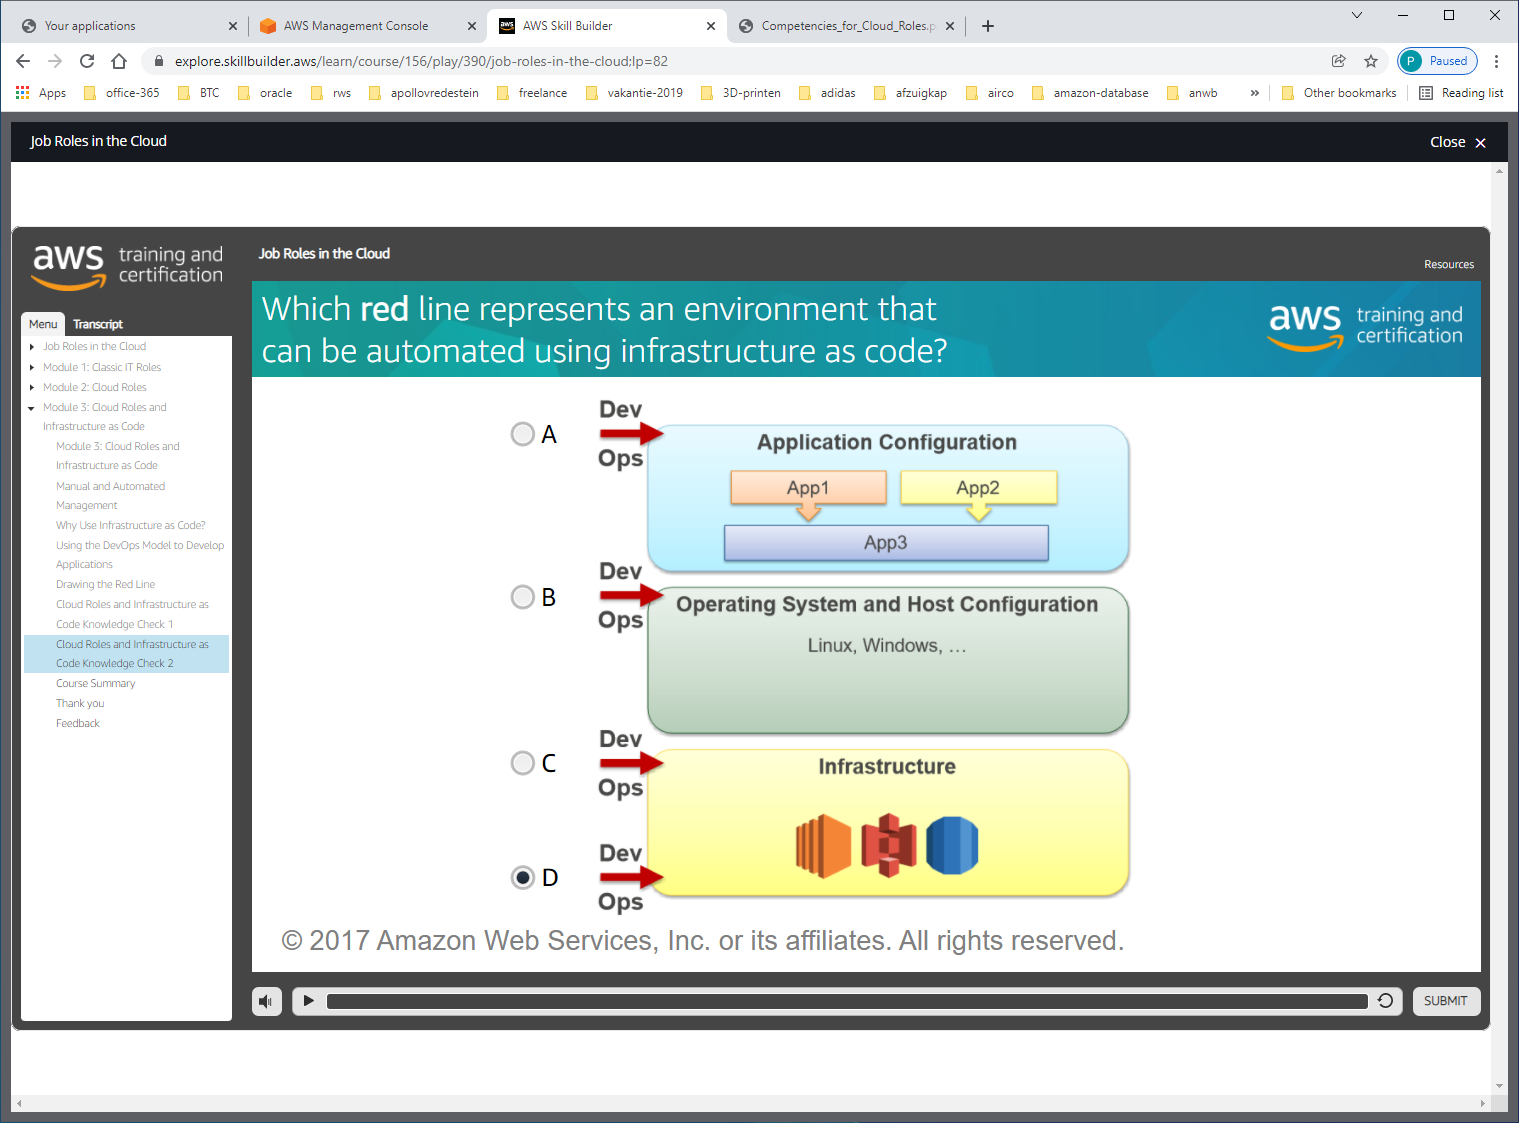 Your applications
AWS Management Console
AWS Skill Builder
Competencies_for_Cloud_Roles.p
explore.skillbuilder.aws/learn/course/156/play/390/job-roles-in-the-cloud;lp=82
P Paused
Apps office-365 BTC oracle rws apollovredestein freelance vakantie-2019 3D-printen adidas afzuigkap airco amazon-database anwb » Other bookmarks Reading list
Job Roles in the Cloud
Close
aws training and certification
Job Roles in the Cloud
Resources
Menu Transcript
Job Roles in the Cloud
Module 1: Classic IT Roles
Module 2: Cloud Roles
Module 3: Cloud Roles and
Infrastructure as Code
Module 3: Cloud Roles and
Infrastructure as Code
Manual and Automated
Management
Why Use Infrastructure as Code?
Using the DevOps Model to Develop
Applications
Drawing the Red Line
Cloud Roles and Infrastructure as
Code Knowledge Check 1
Cloud Roles and Infrastructure as
Code Knowledge Check 2
Course Summary
Thank you
Feedback
Which red line represents an environment that
can be automated using infrastructure as code?
aws training and certification
A
Dev
Ops
Application Configuration
App1
App2
App3
B
Dev
Ops
Operating System and Host Configuration
Linux, Windows, ...
C
Dev
Ops
Infrastructure
D
Dev
Ops
© 2017 Amazon Web Services, Inc. or its affiliates. All rights reserved.
SUBMIT